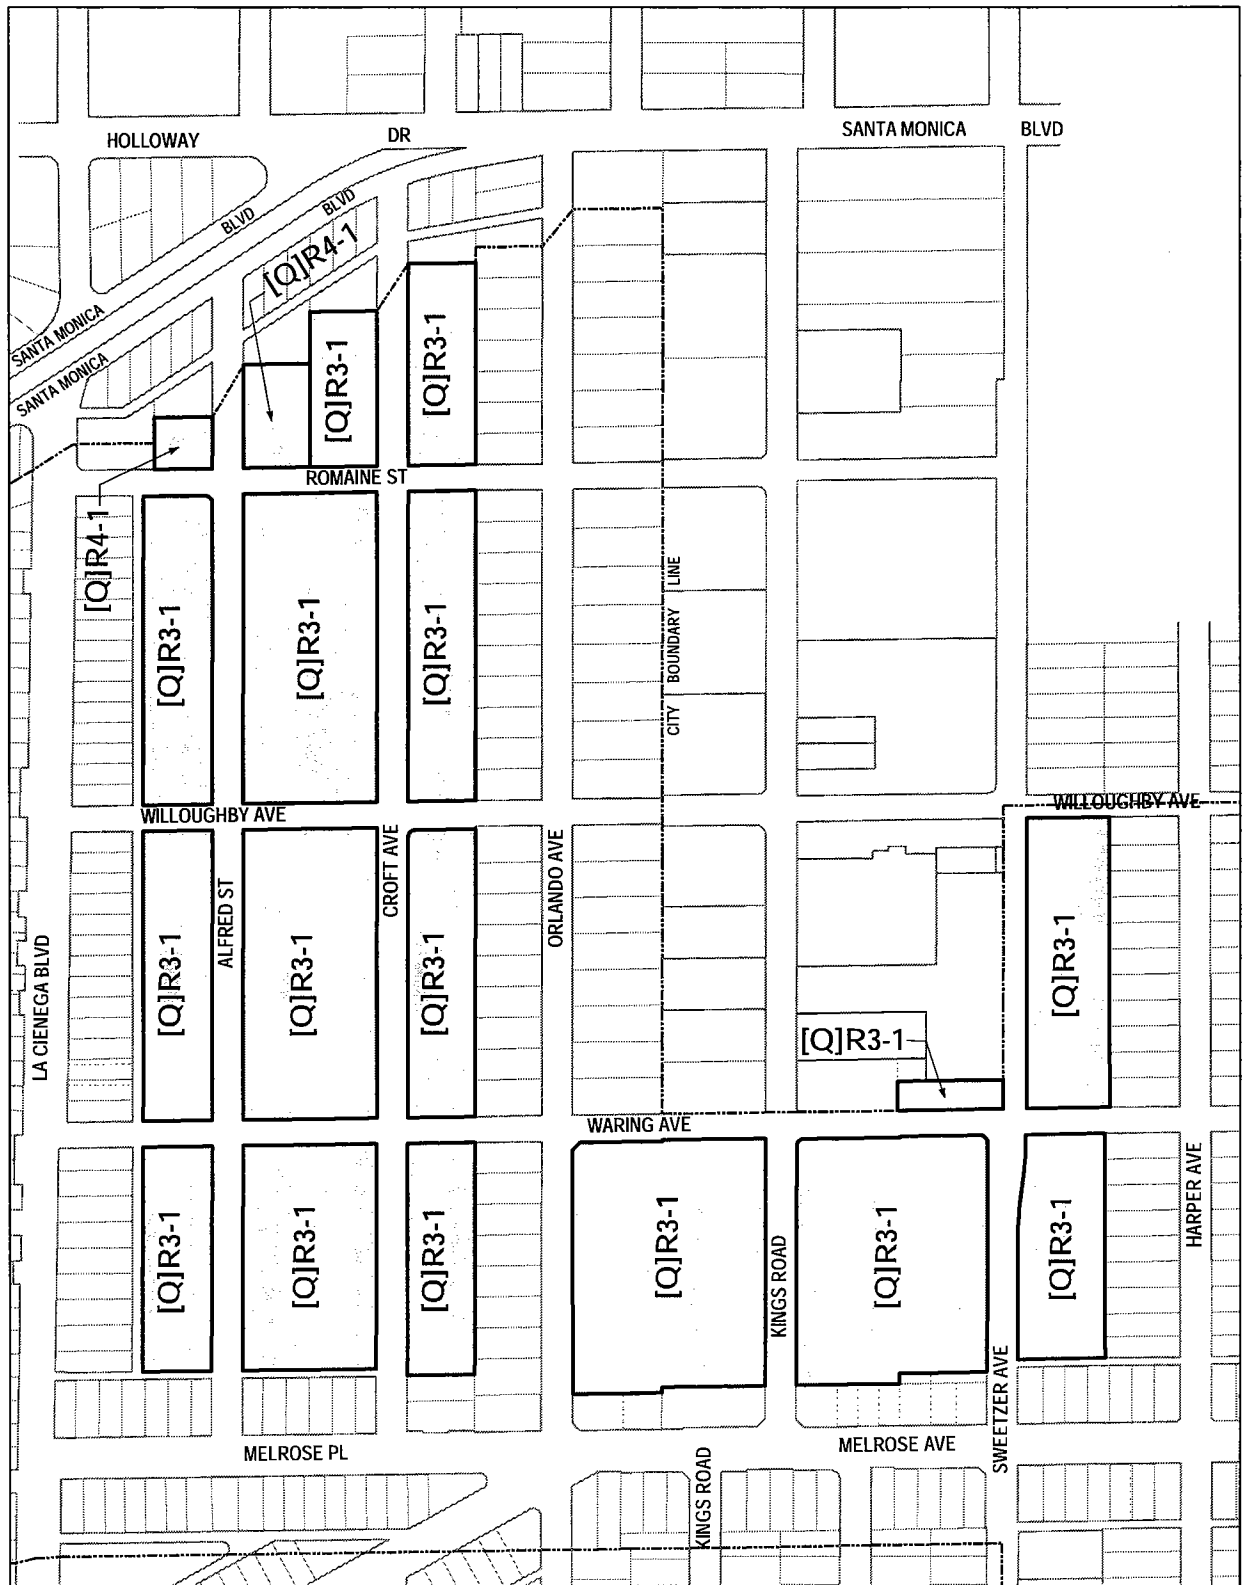 HOLLOWAY DR
SANTA MONICA BLVD
SANTA MONICA BLVD
SANTA MONICA BLVD
[Q]R4-1
[Q]R3-1
[Q]R3-1
ROMAINE ST
[Q]R4-1
[Q]R3-1
[Q]R3-1
[Q]R3-1
CITY BOUNDARY LINE
WILLOUGHBY AVE
WILLOUGHBY AVE
LA CIENEGA BLVD
[Q]R3-1
ALFRED ST
[Q]R3-1
CROFT AVE
[Q]R3-1
ORLANDO AVE
[Q]R3-1
[Q]R3-1
WARING AVE
[Q]R3-1
[Q]R3-1
[Q]R3-1
[Q]R3-1
KINGS ROAD
[Q]R3-1
SWEETZER AVE
[Q]R3-1
HARPER AVE
MELROSE PL
MELROSE AVE
KINGS ROAD